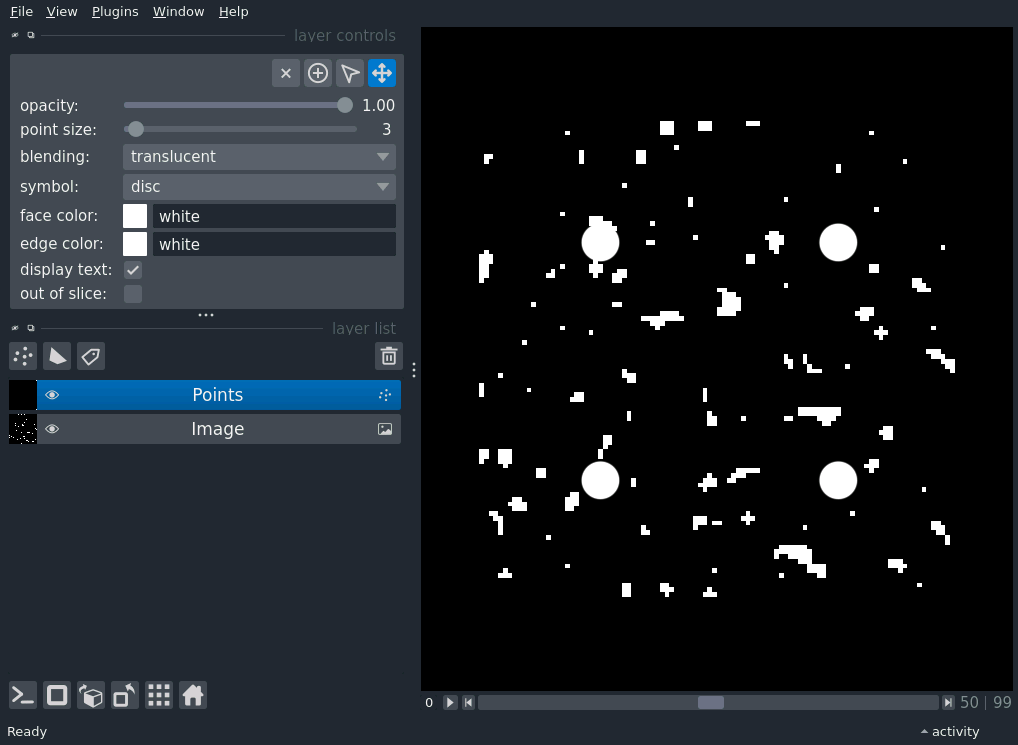 File View Plugins Window Help
layer controls
opacity: 1.00
point size: 3
blending: translucent
symbol: disc
face color: white
edge color: white
display text:
out of slice:
layer list
Points
Image
0 50 | 99
Ready activity